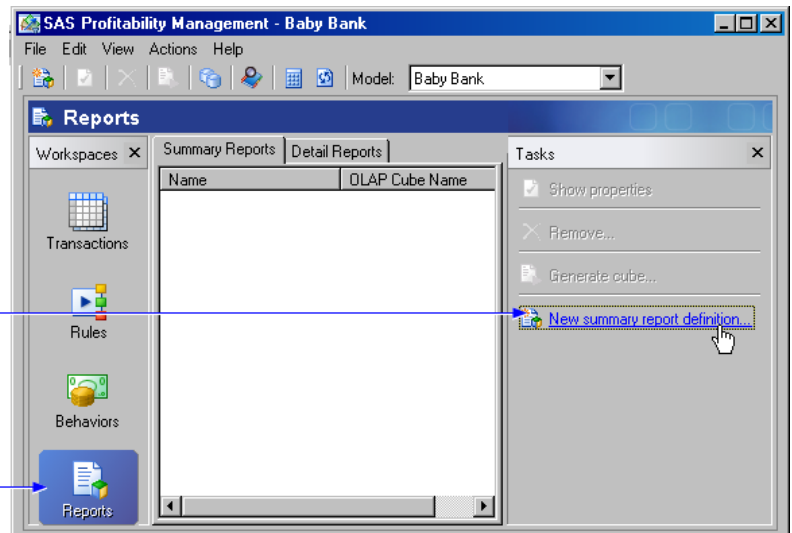 SAS Profitability Management - Baby Bank
File Edit View Actions Help
Model: Baby Bank
Reports
Workspaces
Summary Reports
Detail Reports
Tasks
Name
OLAP Cube Name
Transactions
Rules
Behaviors
Reports
Show properties
Remove...
Generate cube...
New summary report definition...